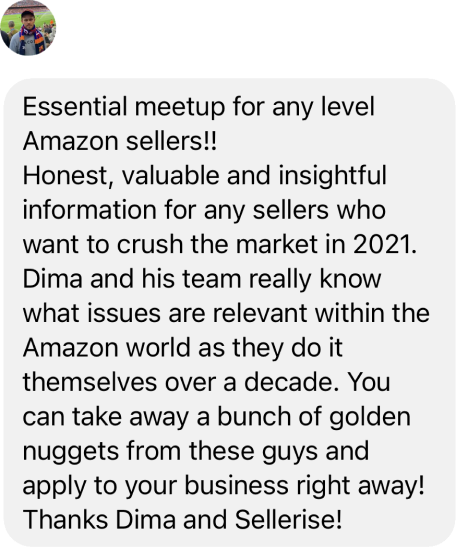 Essential meetup for any level
Amazon sellers!!
Honest, valuable and insightful
information for any sellers who
want to crush the market in 2021.
Dima and his team really know
what issues are relevant within the
Amazon world as they do it
themselves over a decade. You
can take away a bunch of golden
nuggets from these guys and
apply to your business right away!
Thanks Dima and Sellerise!